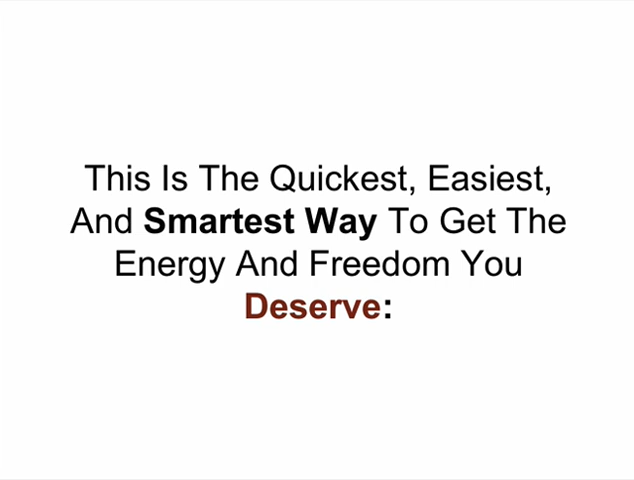 This Is The Quickest, Easiest,
And Smartest Way To Get The
Energy And Freedom You
Deserve: